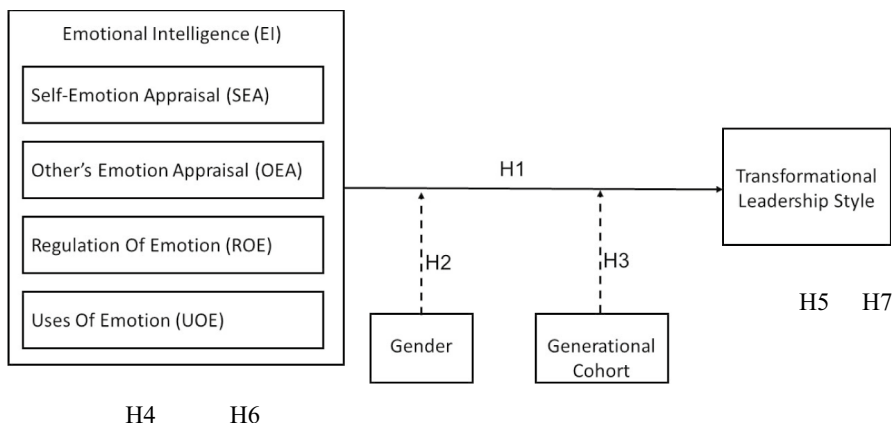 Emotional Intelligence (EI)
Self-Emotion Appraisal (SEA)
Other’s Emotion Appraisal (OEA)
Regulation Of Emotion (ROE)
Uses Of Emotion (UOE)
H1
H2
H3
Gender
Generational
Cohort
Transformational
Leadership Style
H5 H7
H4 H6